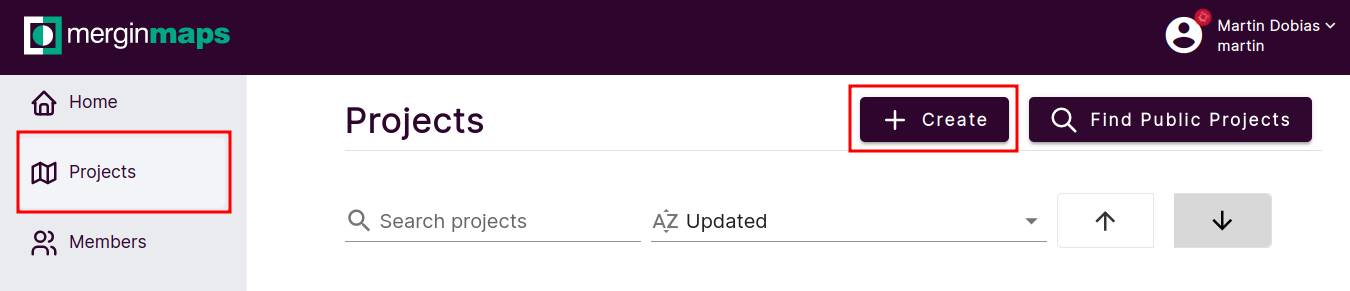 merginmaps
Martin Dobias
martin
Home
Projects
Members
Projects
Create
Find Public Projects
Search projects
AZ Updated